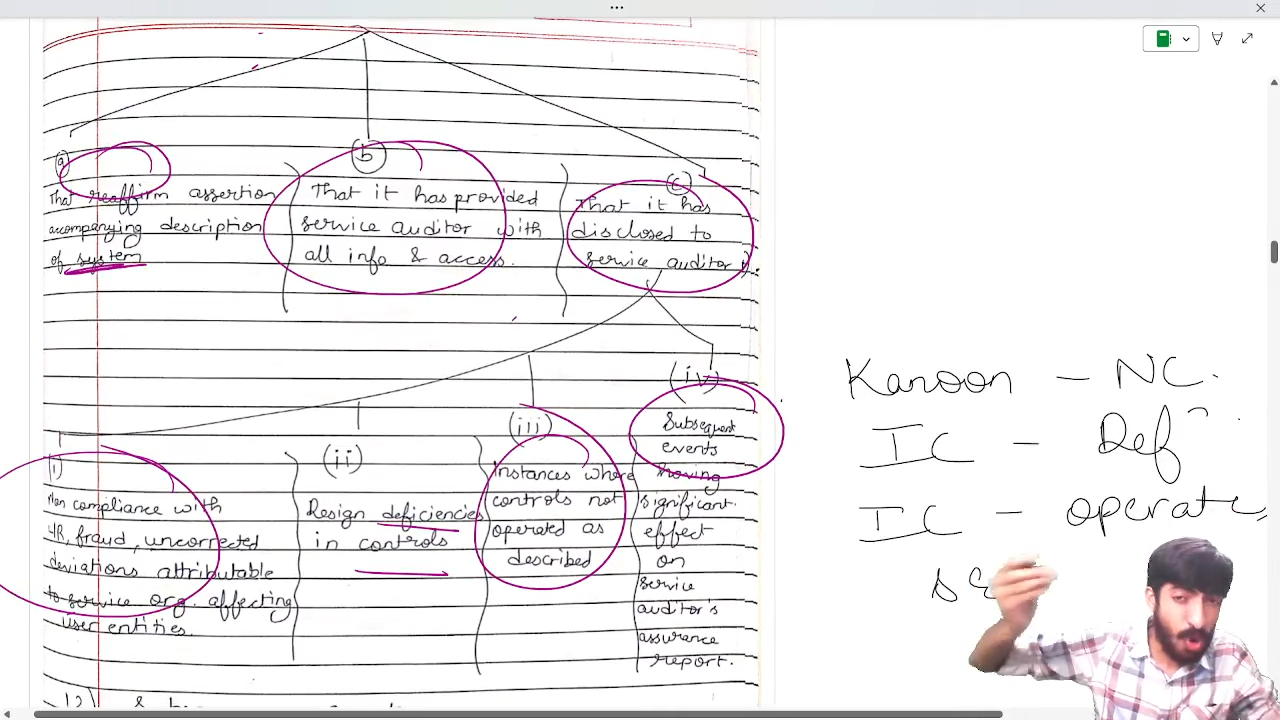 (a)
That reaffirm assertion
accompanying description
of system
(b)
That it has provided
service auditor with
all info & access.
(c)
That it has
disclosed to
service auditor
(i)
Non compliance with
fraud, uncorrected
deviations attributable
to service org. affecting
user entities.
(ii)
Design deficiencies
in controls
(iii)
Instances where
controls not
operated as
described
(iv)
Subsequent
events
having
significant
effect
on
service
auditor's
assurance
report.
Kanoon - NC.
IC - Def
IC - operate
12)